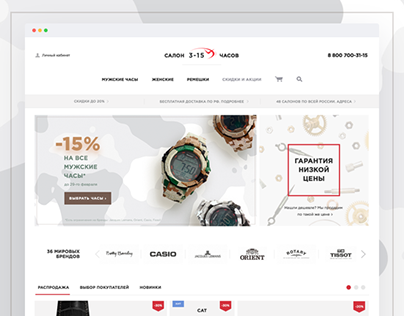 Личный кабинет
САЛОН 3-15 ЧАСОВ
8 800 700-31-15
МУЖСКИЕ ЧАСЫ ЖЕНСКИЕ РЕМЕШКИ СКИДКИ И АКЦИИ
СКИДКИ ДО 20%
БЕСПЛАТНАЯ ДОСТАВКА ПО РФ. ПОДРОБНЕЕ
48 САЛОНОВ ПО ВСЕЙ РОССИИ. АДРЕСА
-15%
НА ВСЕ
МУЖСКИЕ
ЧАСЫ*
до 25-го февраля
ВЫБРАТЬ ЧАСЫ
ГАРАНТИЯ
НИЗКОЙ
ЦЕНЫ
Нашли дешевле? Мы продадим
по такой же цене
36 МИРОВЫХ
БРЕНДОВ
CASIO
ORIENT
ROTARY
TISSOT
РАСПРОДАЖА ВЫБОР ПОКУПАТЕЛЕЙ НОВИНКИ
CAT